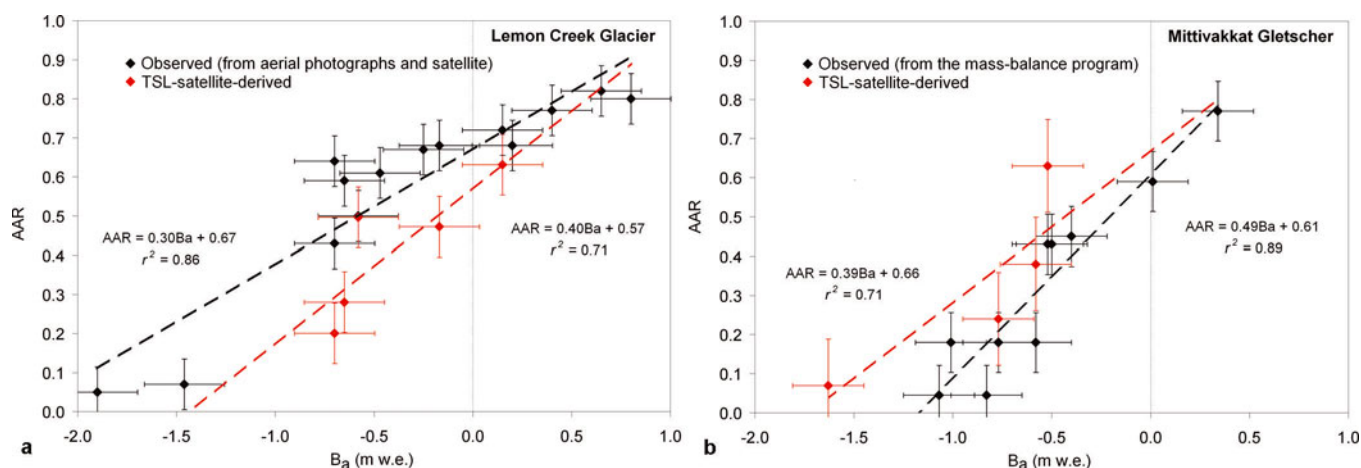 Lemon Creek Glacier
Observed (from aerial photographs and satellite)
TSL-satellite-derived
AAR
1.0
0.9
0.8
0.7
0.6
0.5
0.4
0.3
0.2
0.1
0.0
AAR = 0.30Ba + 0.67
r² = 0.86
AAR = 0.40Ba + 0.57
r² = 0.71
-2.0 -1.5 -1.0 -0.5 0.0 0.5 1.0
a
Ba (m w.e.)
Mittivakkat Gletscher
Observed (from the mass-balance program)
TSL-satellite-derived
AAR
1.0
0.9
0.8
0.7
0.6
0.5
0.4
0.3
0.2
0.1
0.0
AAR = 0.39Ba + 0.66
r² = 0.71
AAR = 0.49Ba + 0.61
r² = 0.89
-2.0 -1.5 -1.0 -0.5 0.0 0.5 1.0
b
Ba (m w.e.)